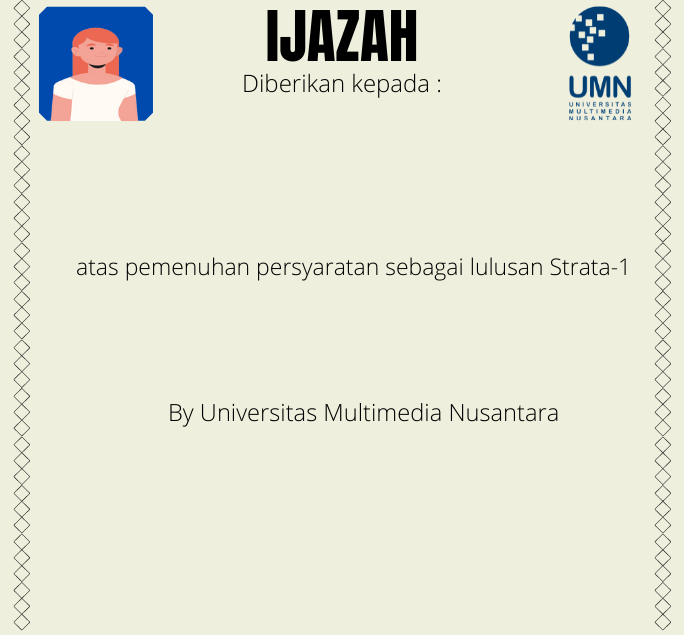 IJAZAH
Diberikan kepada :
UMN
UNIVERSITAS
MULTIMEDIA
NUSANTARA
atas pemenuhan persyaratan sebagai lulusan Strata-1
By Universitas Multimedia Nusantara